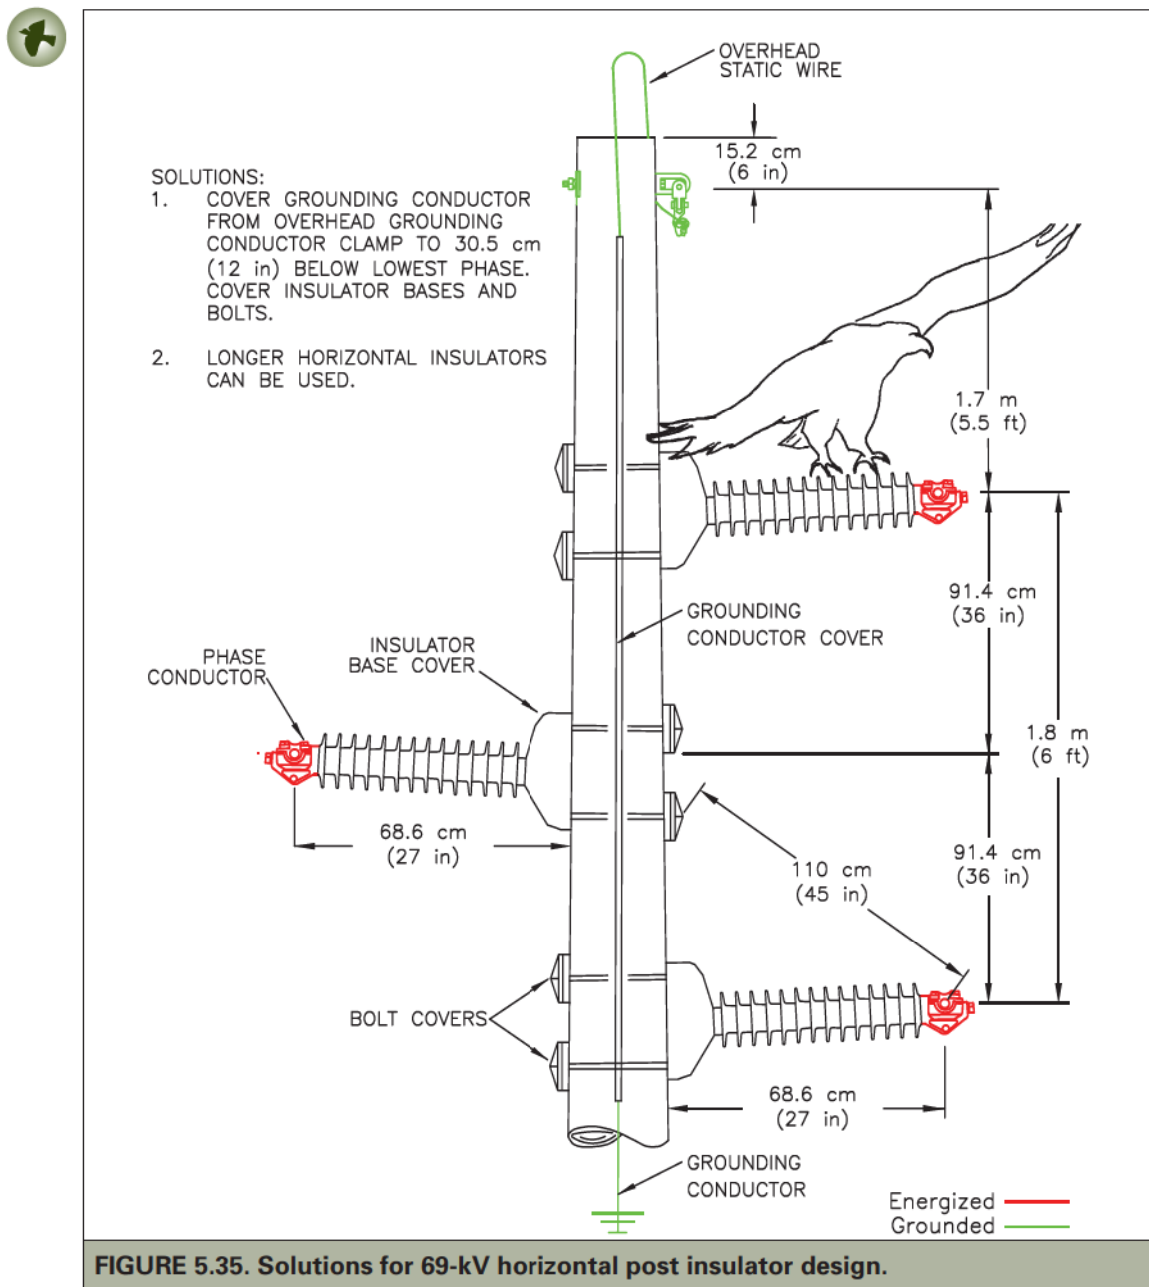 OVERHEAD
STATIC WIRE
15.2 cm
(6 in)
SOLUTIONS:
1. COVER GROUNDING CONDUCTOR
FROM OVERHEAD GROUNDING
CONDUCTOR CLAMP TO 30.5 cm
(12 in) BELOW LOWEST PHASE.
COVER INSULATOR BASES AND
BOLTS.
2. LONGER HORIZONTAL INSULATORS
CAN BE USED.
1.7 m
(5.5 ft)
91.4 cm
(36 in)
GROUNDING
CONDUCTOR COVER
INSULATOR
BASE COVER
PHASE
CONDUCTOR
1.8 m
(6 ft)
68.6 cm
(27 in)
110 cm
(45 in)
91.4 cm
(36 in)
BOLT COVERS
68.6 cm
(27 in)
GROUNDING
CONDUCTOR
Energized
Grounded
FIGURE 5.35. Solutions for 69-kV horizontal post insulator design.